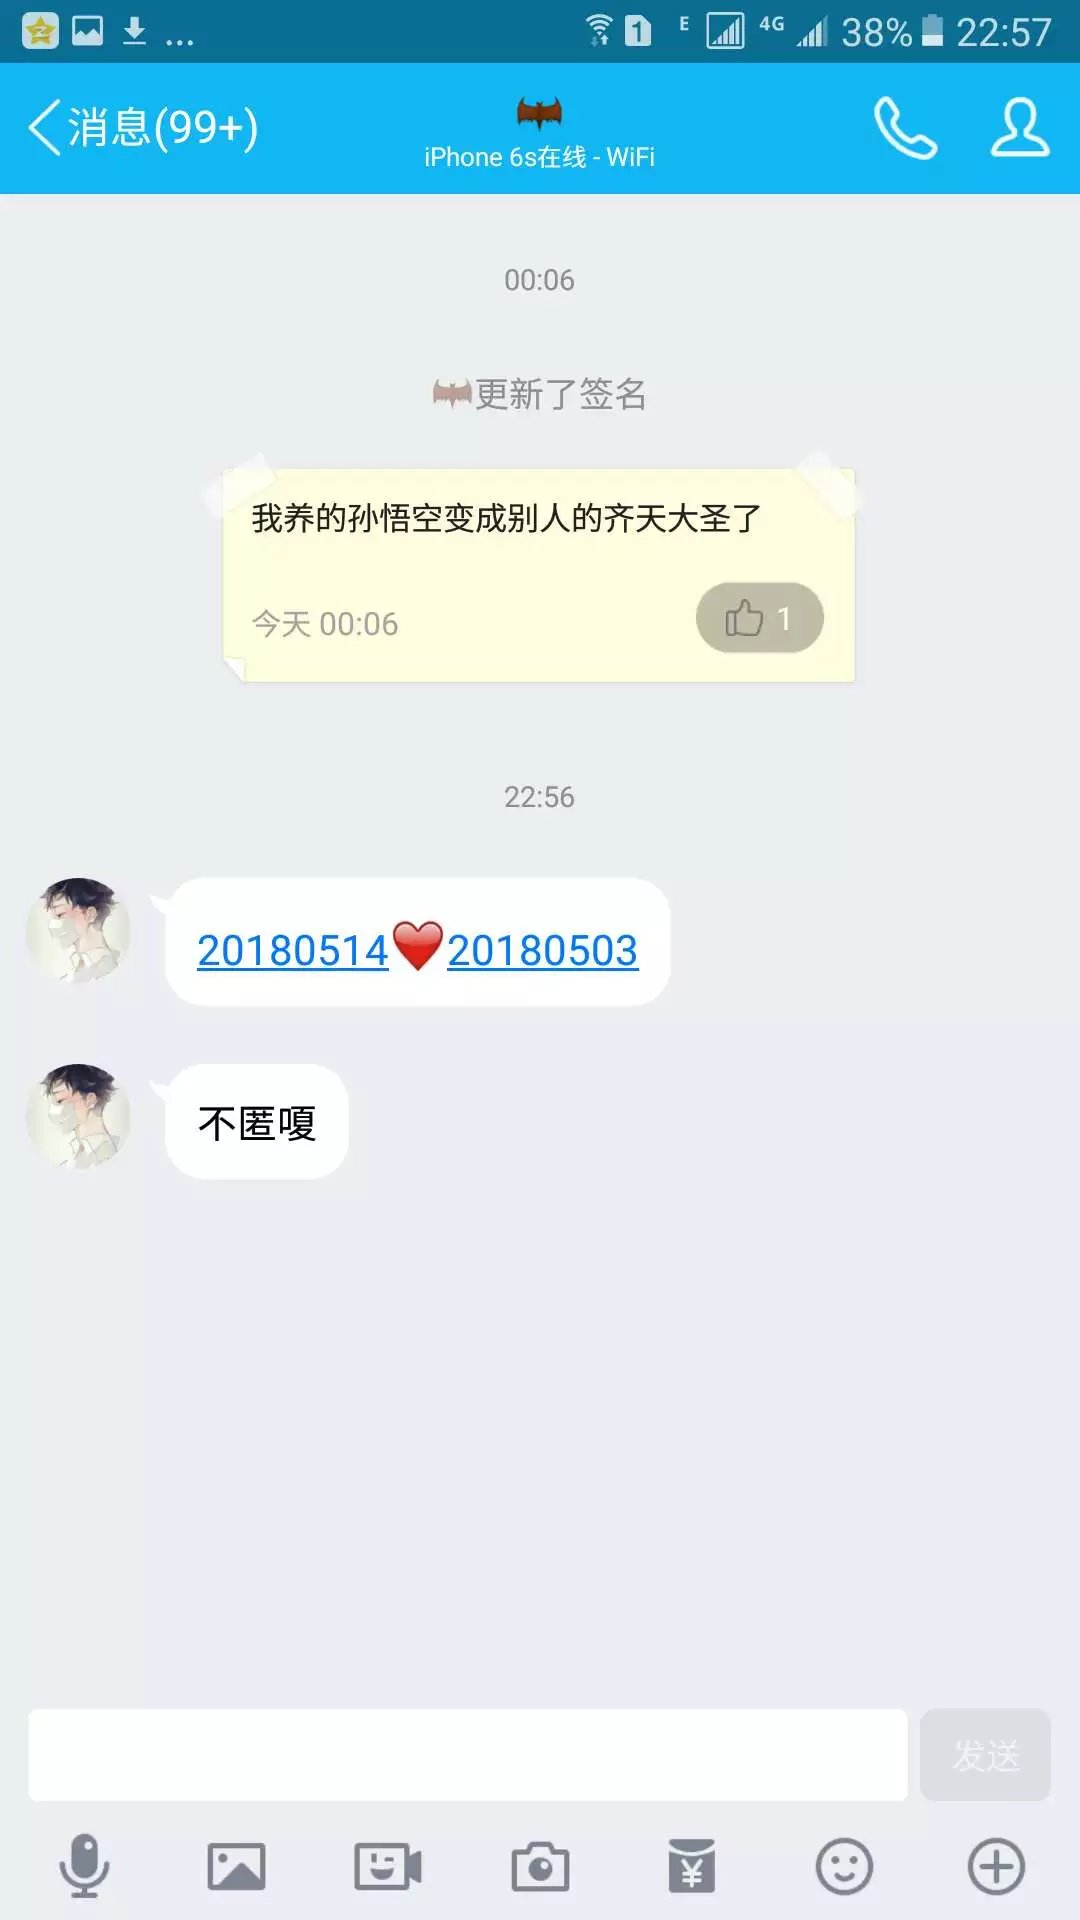 1 E 4G 38% 22:57
消息(99+)
iPhone 6s在线 - WiFi
00:06
更新了签名
我养的孙悟空变成别人的齐天大圣了
今天 00:06
1
22:56
20180514❤️20180503
不匿嗄
发送